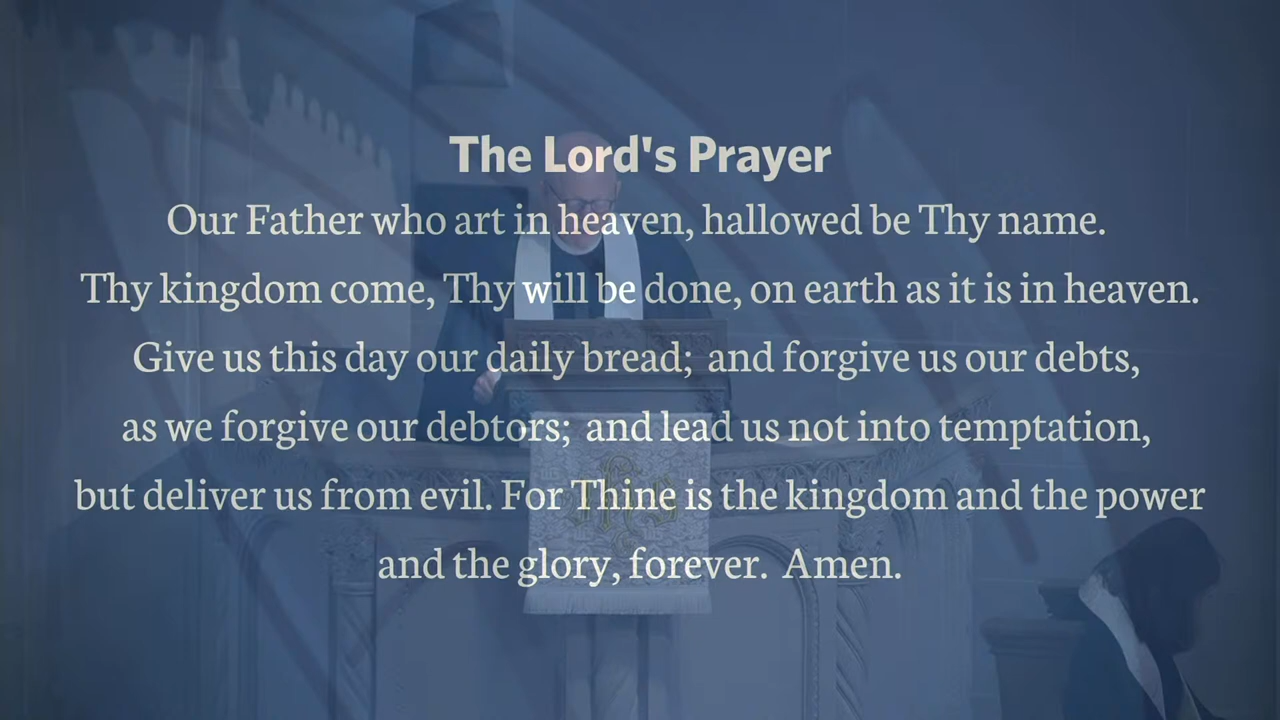 The Lord's Prayer
Our Father who art in heaven, hallowed be Thy name.
Thy kingdom come, Thy will be done, on earth as it is in heaven.
Give us this day our daily bread;  and forgive us our debts,
as we forgive our debtors;  and lead us not into temptation,
but deliver us from evil. For Thine is the kingdom and the power
and the glory, forever.  Amen.